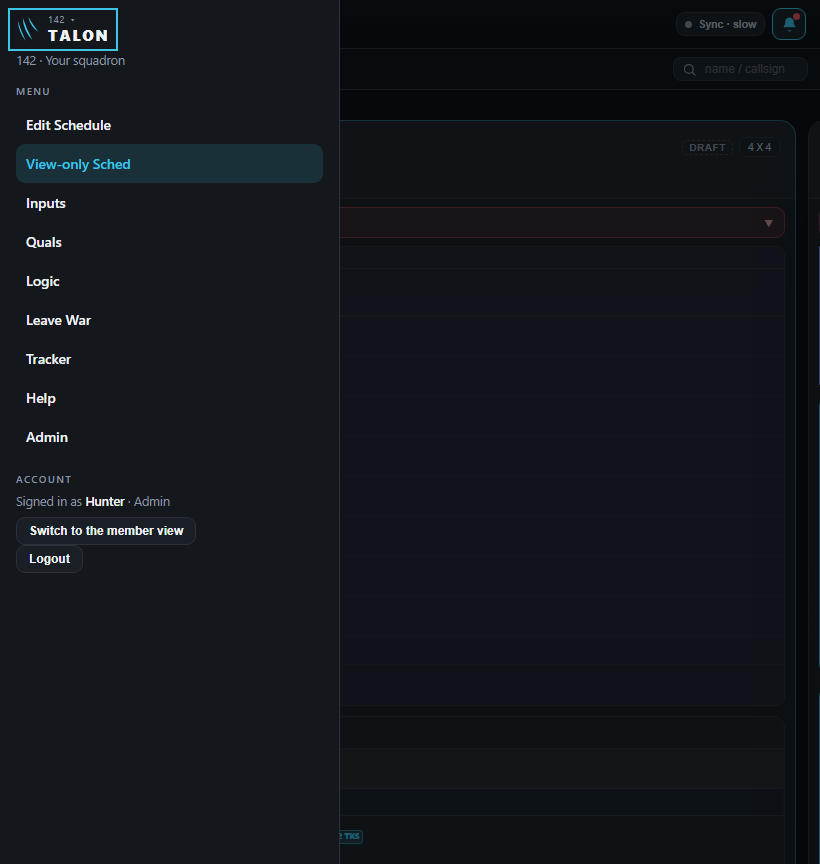 142
TALON
142 · Your squadron
MENU
Edit Schedule
View-only Sched
Inputs
Quals
Logic
Leave War
Tracker
Help
Admin
ACCOUNT
Signed in as Hunter · Admin
Switch to the member view
Logout
Sync · slow
name / callsign
DRAFT
4 X 4
TKS